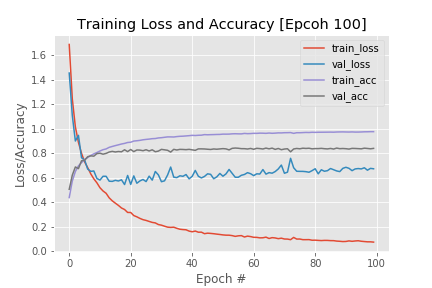 Training Loss and Accuracy [Epcoh 100]
train_loss
val_loss
train_acc
val_acc
1.6
1.4
1.2
1.0
0.8
0.6
0.4
0.2
0.0
Loss/Accuracy
0 20 40 60 80 100
Epoch #